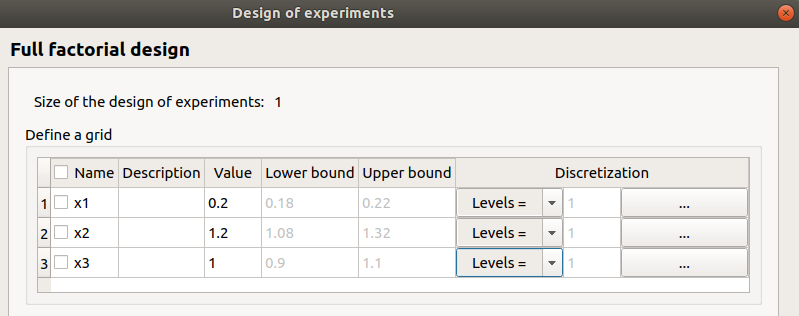 Design of experiments
Full factorial design
Size of the design of experiments: 1
Define a grid
Name Description Value Lower bound Upper bound Discretization
1 x1 0.2 0.18 0.22 Levels = 1 ...
2 x2 1.2 1.08 1.32 Levels = 1 ...
3 x3 1 0.9 1.1 Levels = 1 ...